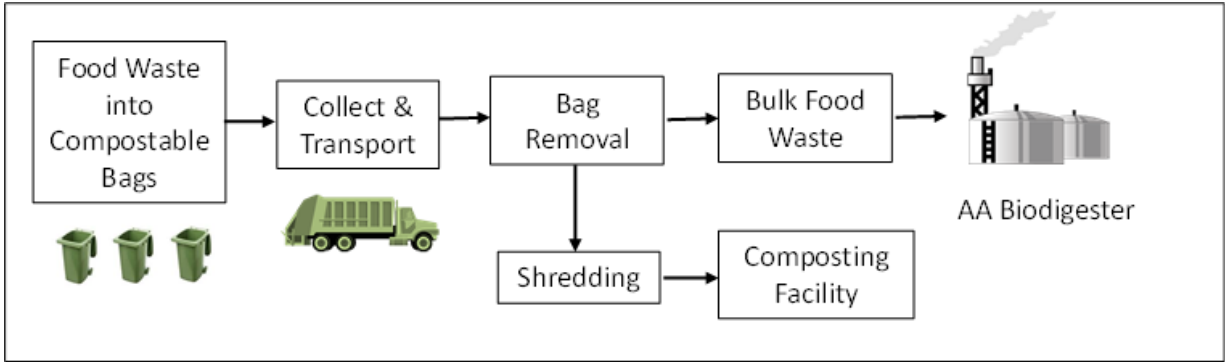 Food Waste
into
Compostable
Bags
Collect &
Transport
Bag
Removal
Bulk Food
Waste
AA Biodigester
Shredding
Composting
Facility